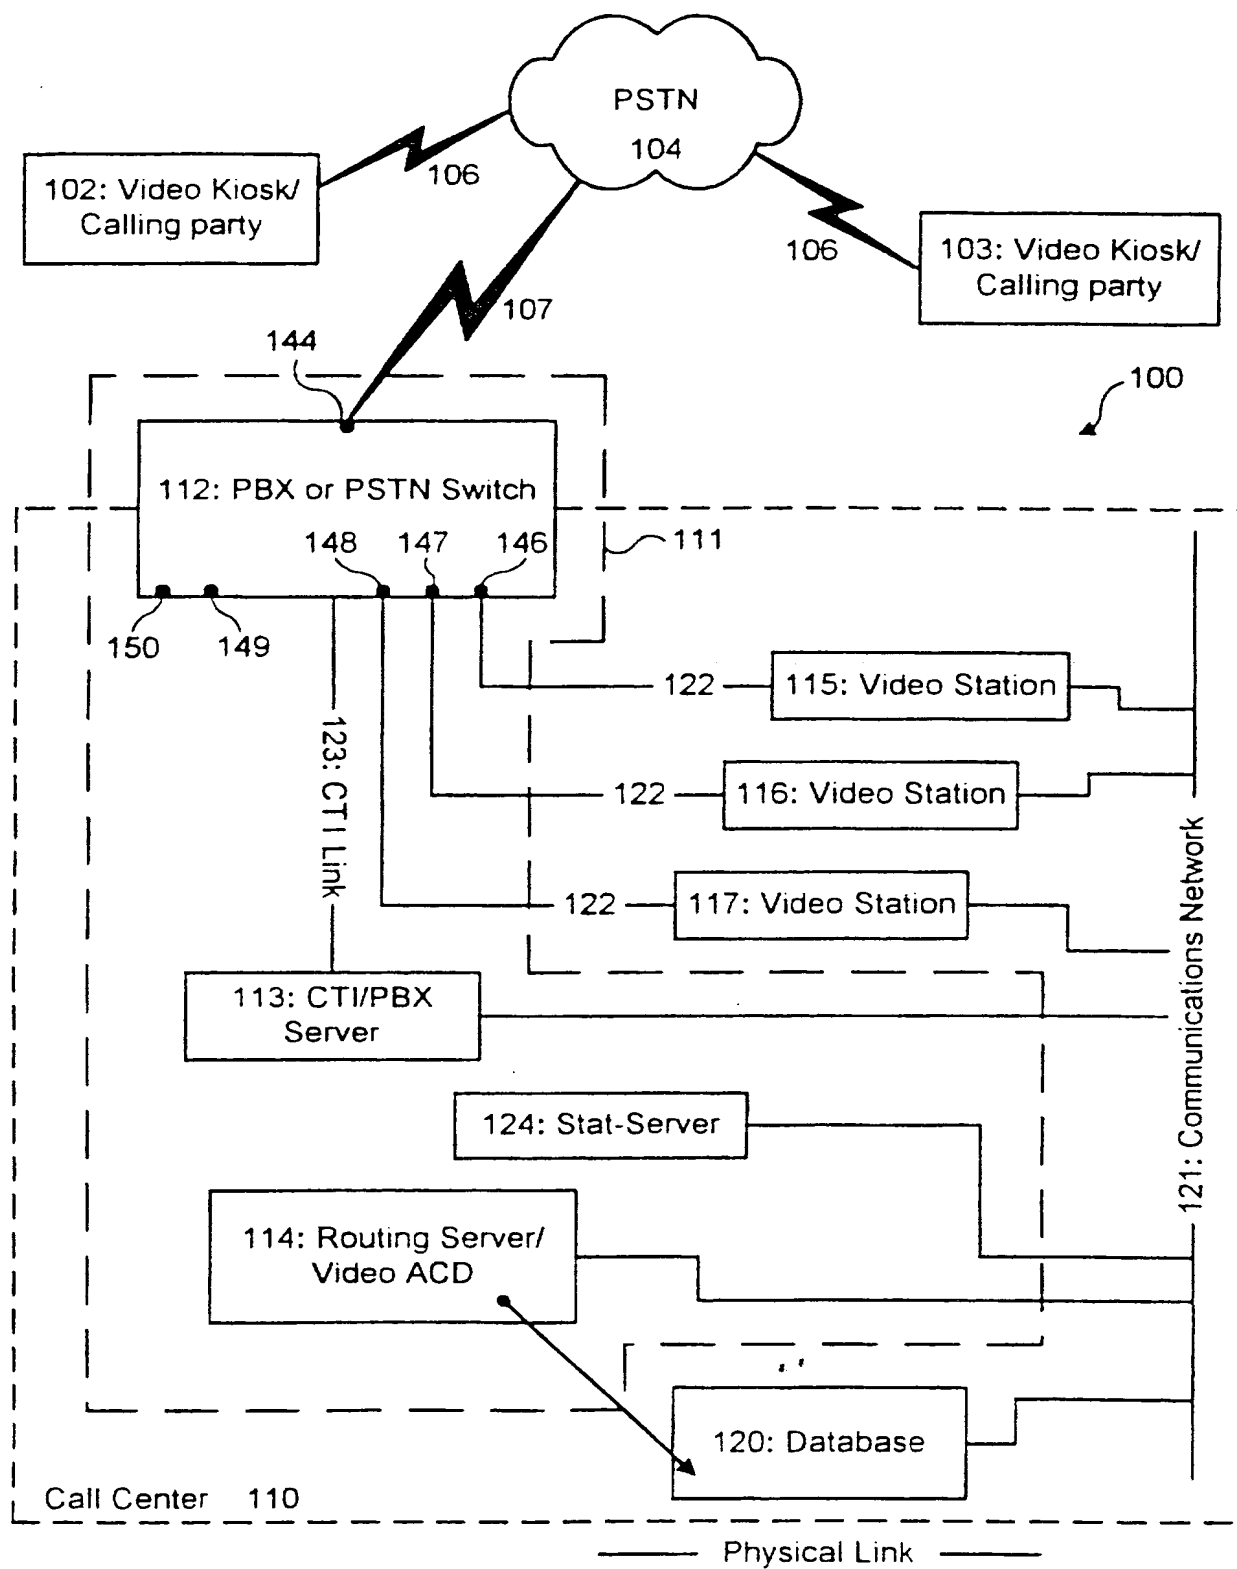 PSTN
104
106
102: Video Kiosk/
Calling party
106
103: Video Kiosk/
Calling party
107
144
100
112: PBX or PSTN Switch
148
147
146
111
150
149
122
115: Video Station
123: CTI Link
122
116: Video Station
122
117: Video Station
121: Communications Network
113: CTI/PBX
Server
124: Stat-Server
114: Routing Server/
Video ACD
120: Database
Call Center 110
Physical Link